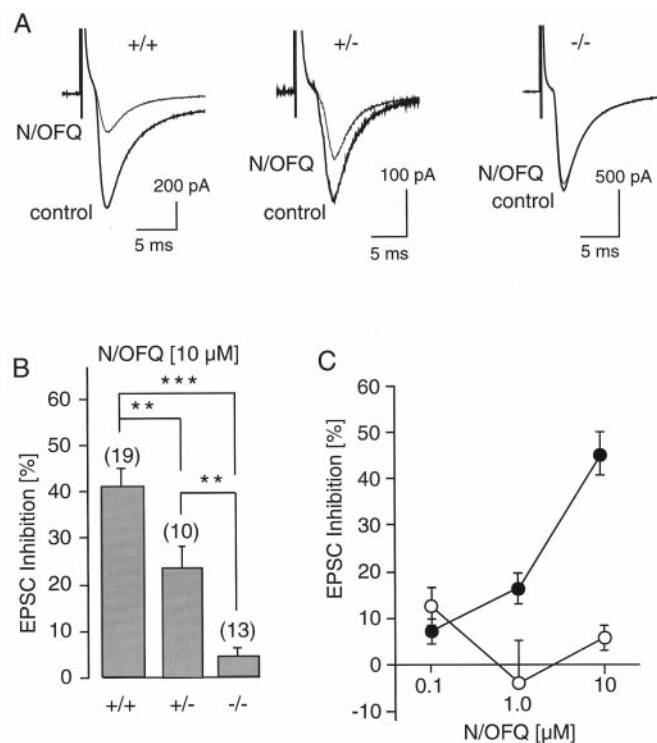 A
+/+
+/-
-/-
N/OFQ
control
200 pA
5 ms
N/OFQ
control
100 pA
5 ms
N/OFQ
control
500 pA
5 ms
B
N/OFQ [10 µM]
***
**
**
(19)
(10)
(13)
EPSC Inhibition [%]
60
50
40
30
20
10
0
+/+
+/-
-/-
C
EPSC Inhibition [%]
60
50
40
30
20
10
0
-10
0.1
1.0
10
N/OFQ [µM]